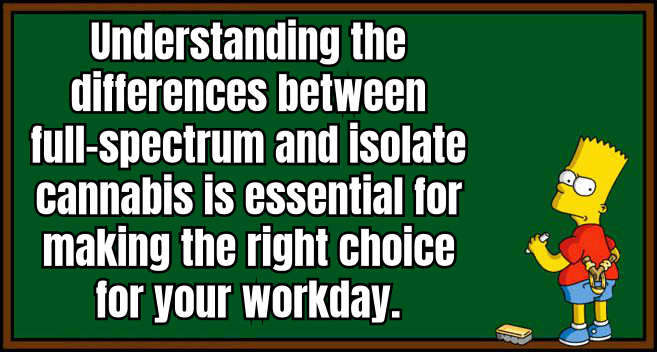 Understanding the
differences between
full-spectrum and isolate
cannabis is essential for
making the right choice
for your workday.